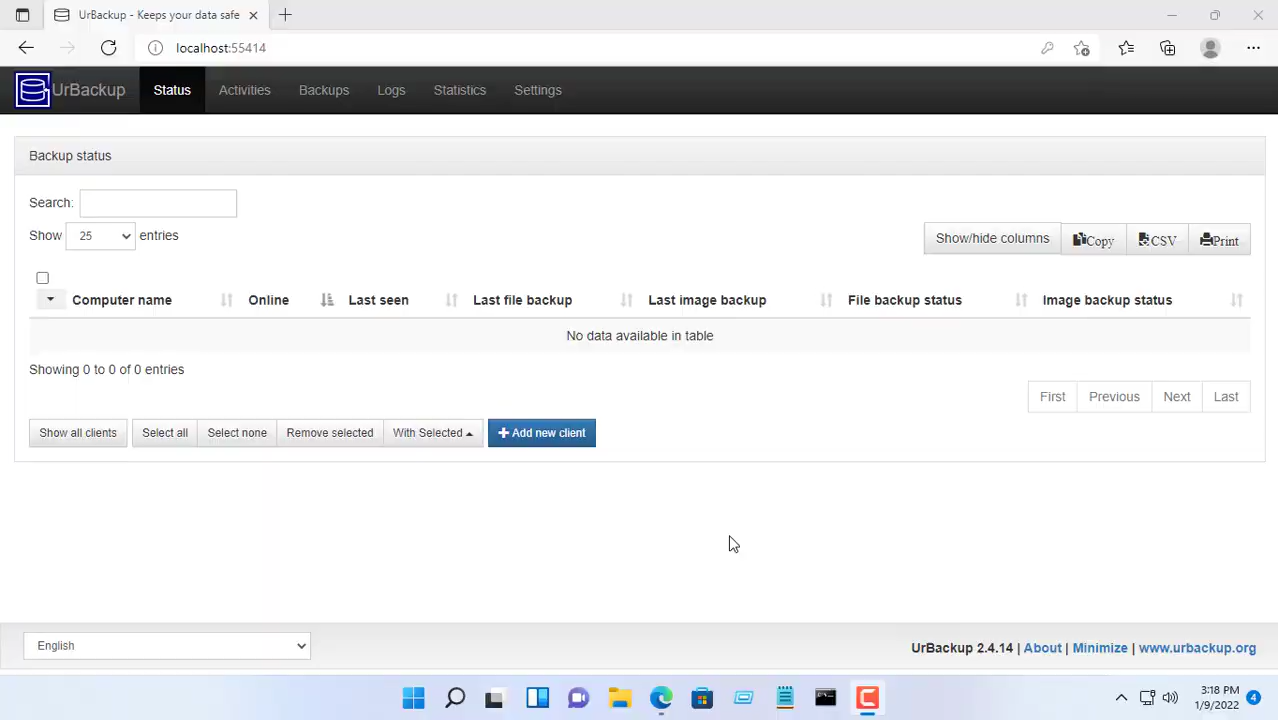 UrBackup - Keeps your data safe
localhost:55414
UrBackup Status Activities Backups Logs Statistics Settings
Backup status
Search:
Show 25 entries
Show/hide columns Copy CSV Print
Computer name Online Last seen Last file backup Last image backup File backup status Image backup status
No data available in table
Showing 0 to 0 of 0 entries
First Previous Next Last
Show all clients Select all Select none Remove selected With Selected Add new client
English
UrBackup 2.4.14 | About | Minimize | www.urbackup.org
3:18 PM
1/9/2022
4